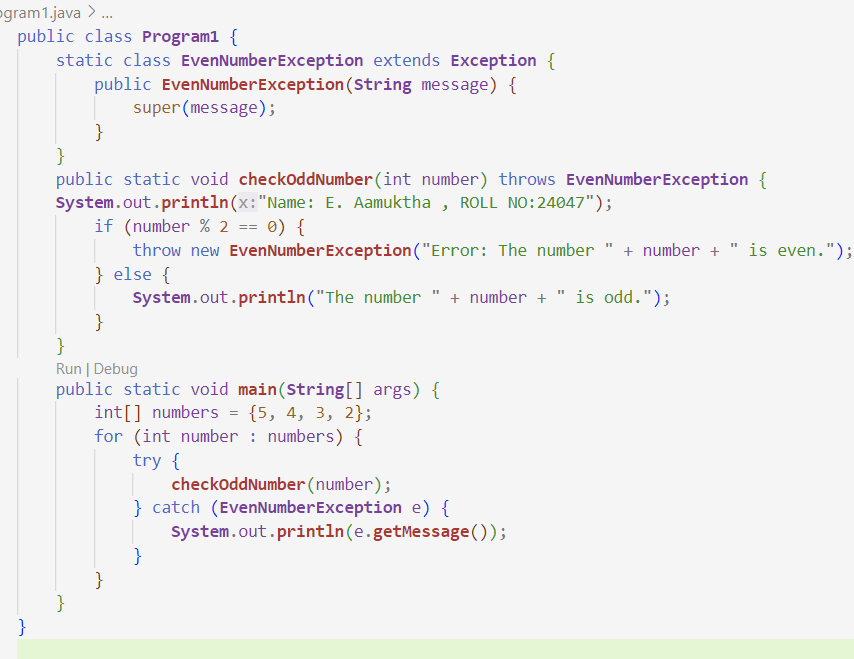 ogram1.java > ...
public class Program1 {
    static class EvenNumberException extends Exception {
        public EvenNumberException(String message) {
            super(message);
        }
    }
    public static void checkOddNumber(int number) throws EvenNumberException {
    System.out.println(x:"Name: E. Aamuktha , ROLL NO:24047");
        if (number % 2 == 0) {
            throw new EvenNumberException("Error: The number " + number + " is even.");
        } else {
            System.out.println("The number " + number + " is odd.");
        }
    }
    Run | Debug
    public static void main(String[] args) {
        int[] numbers = {5, 4, 3, 2};
        for (int number : numbers) {
            try {
                checkOddNumber(number);
            } catch (EvenNumberException e) {
                System.out.println(e.getMessage());
            }
        }
    }
}